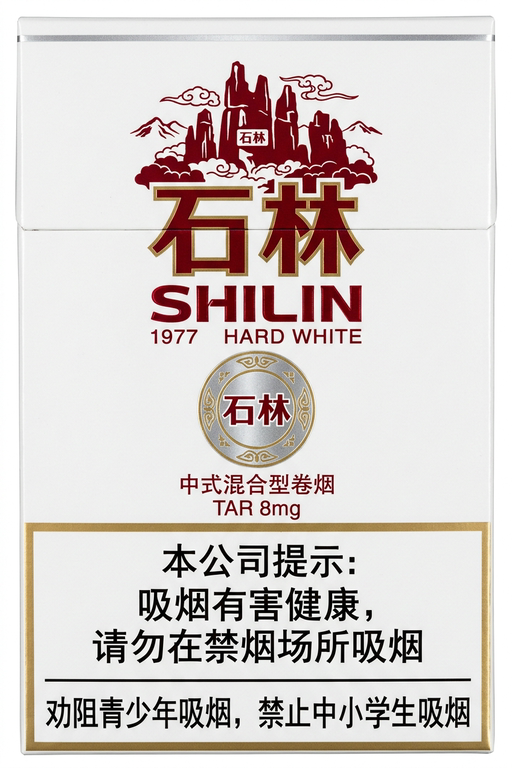 石林
石林
SHILIN
1977 HARD WHITE
石林
中式混合型卷烟
TAR 8mg
本公司提示:
吸烟有害健康，
请勿在禁烟场所吸烟
劝阻青少年吸烟，禁止中小学生吸烟